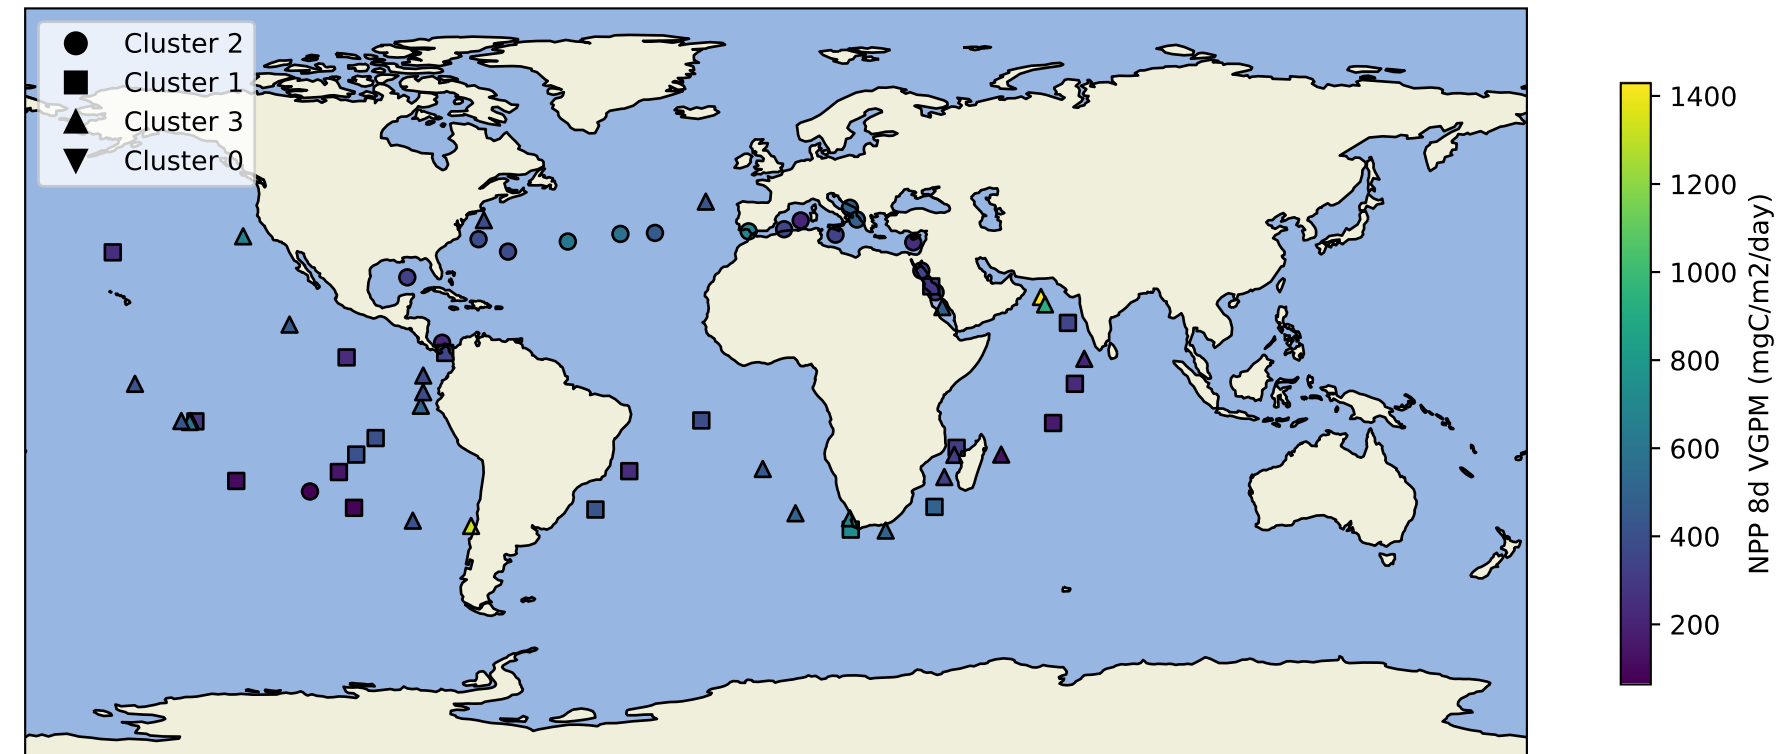 Cluster 2
Cluster 1
Cluster 3
Cluster 0
1400
1200
1000
800
600
400
200
NPP 8d VGPM (mgC/m2/day)